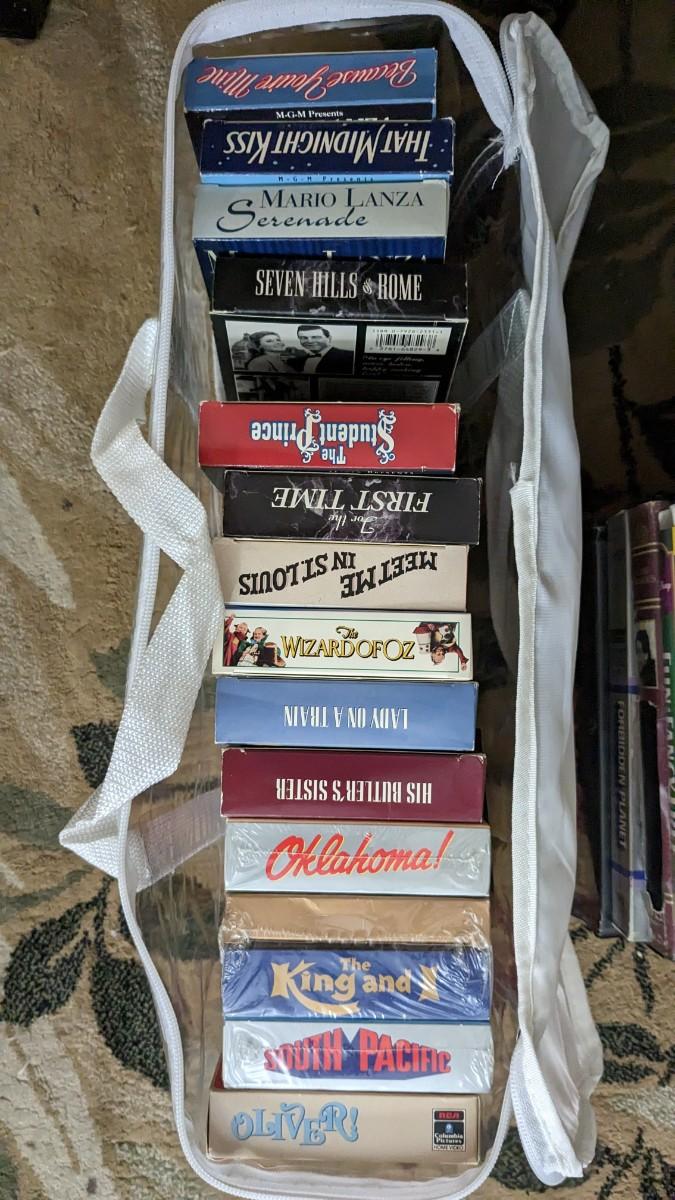 Because You're Mine
M-G-M Presents
THAT MIDNIGHT KISS
M-G-M Presents
MARIO LANZA
Serenade
SEVEN HILLS of ROME
The
Student Prince
For the
FIRST TIME
MEET ME
IN ST. LOUIS
The
WIZARD OF OZ
LADY ON A TRAIN
HIS BUTLER'S SISTER
Oklahoma!
The
King and I
SOUTH PACIFIC
OLIVER!
RCA
Columbia
Pictures
HOME VIDEO
FORBIDDEN PLANET